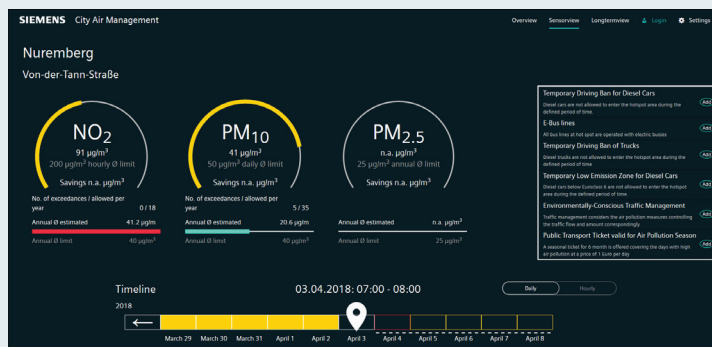 SIEMENS City Air Management
Overview Sensorview Longtermview Login Settings
Nuremberg
Von-der-Tann-Straße
NO2
91 µg/m³
200 µg/m³ hourly Ø limit
Savings n.a. µg/m³
No. of exceedances / allowed per
year 0 / 18
Annual Ø estimated 41.2 µg/m
Annual Ø limit 40 µg/m³
PM10
41 µg/m³
50 µg/m³ daily Ø limit
Savings n.a. µg/m³
No. of exceedances / allowed per
year 5 / 35
Annual Ø estimated 20.6 µg/m
Annual Ø limit 40 µg/m³
PM2.5
n.a. µg/m³
25 µg/m³ annual Ø limit
Savings n.a. µg/m³
Annual Ø estimated n.a. µg/m³
Annual Ø limit 25 µg/m³
Temporary Driving Ban for Diesel Cars
Diesel cars are not allowed to enter the hotspot area during the
defined period of time.
Add
E-Bus lines
All bus lines at hot spot are operated with electric busses
Add
Temporary Driving Ban of Trucks
Diesel trucks are not allowed to enter the hotspot area during the
defined period of time
Add
Temporary Low Emission Zone for Diesel Cars
Diesel cars below Euroclass 6 are not allowed to enter the hotspot
area during the defined period of time.
Add
Environmentally-Conscious Traffic Management
Traffic management considers the air pollution measures controlling
the traffic flow and amount correspondingly
Add
Public Transport Ticket valid for Air Pollution Season
A seasonal ticket for 6 month is offered covering the days with high
air pollution at a price of 1 Euro per day
Add
Timeline 03.04.2018: 07:00 - 08:00 Daily Hourly
2018
March 29 March 30 March 31 April 1 April 2 April 3 April 4 April 5 April 6 April 7 April 8